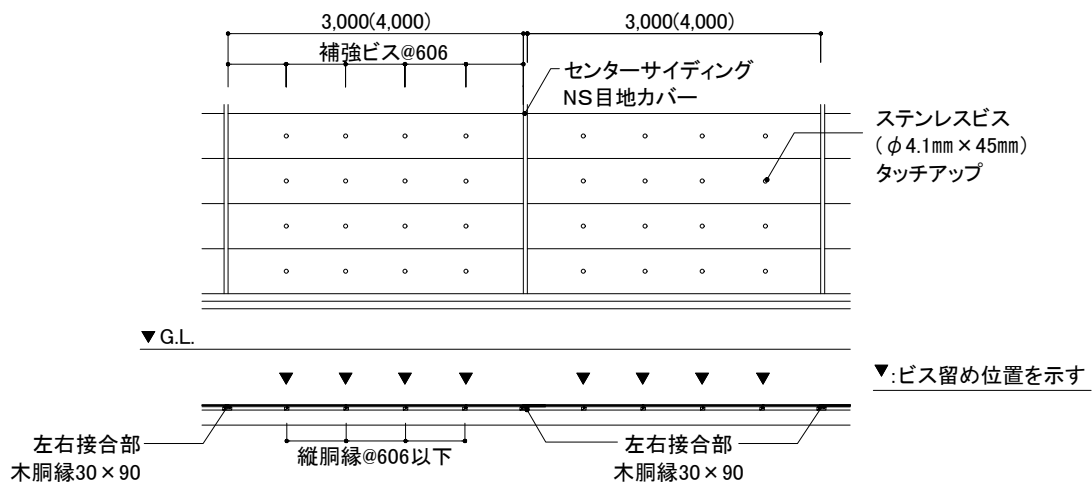 3,000(4,000)
3,000(4,000)
補強ビス@606
センターサイディング
NS目地カバー
ステンレスビス
(φ4.1㎜×45㎜)
タッチアップ
▼G.L.
▼:ビス留め位置を示す
左右接合部
木胴縁30×90
縦胴縁@606以下
左右接合部
木胴縁30×90